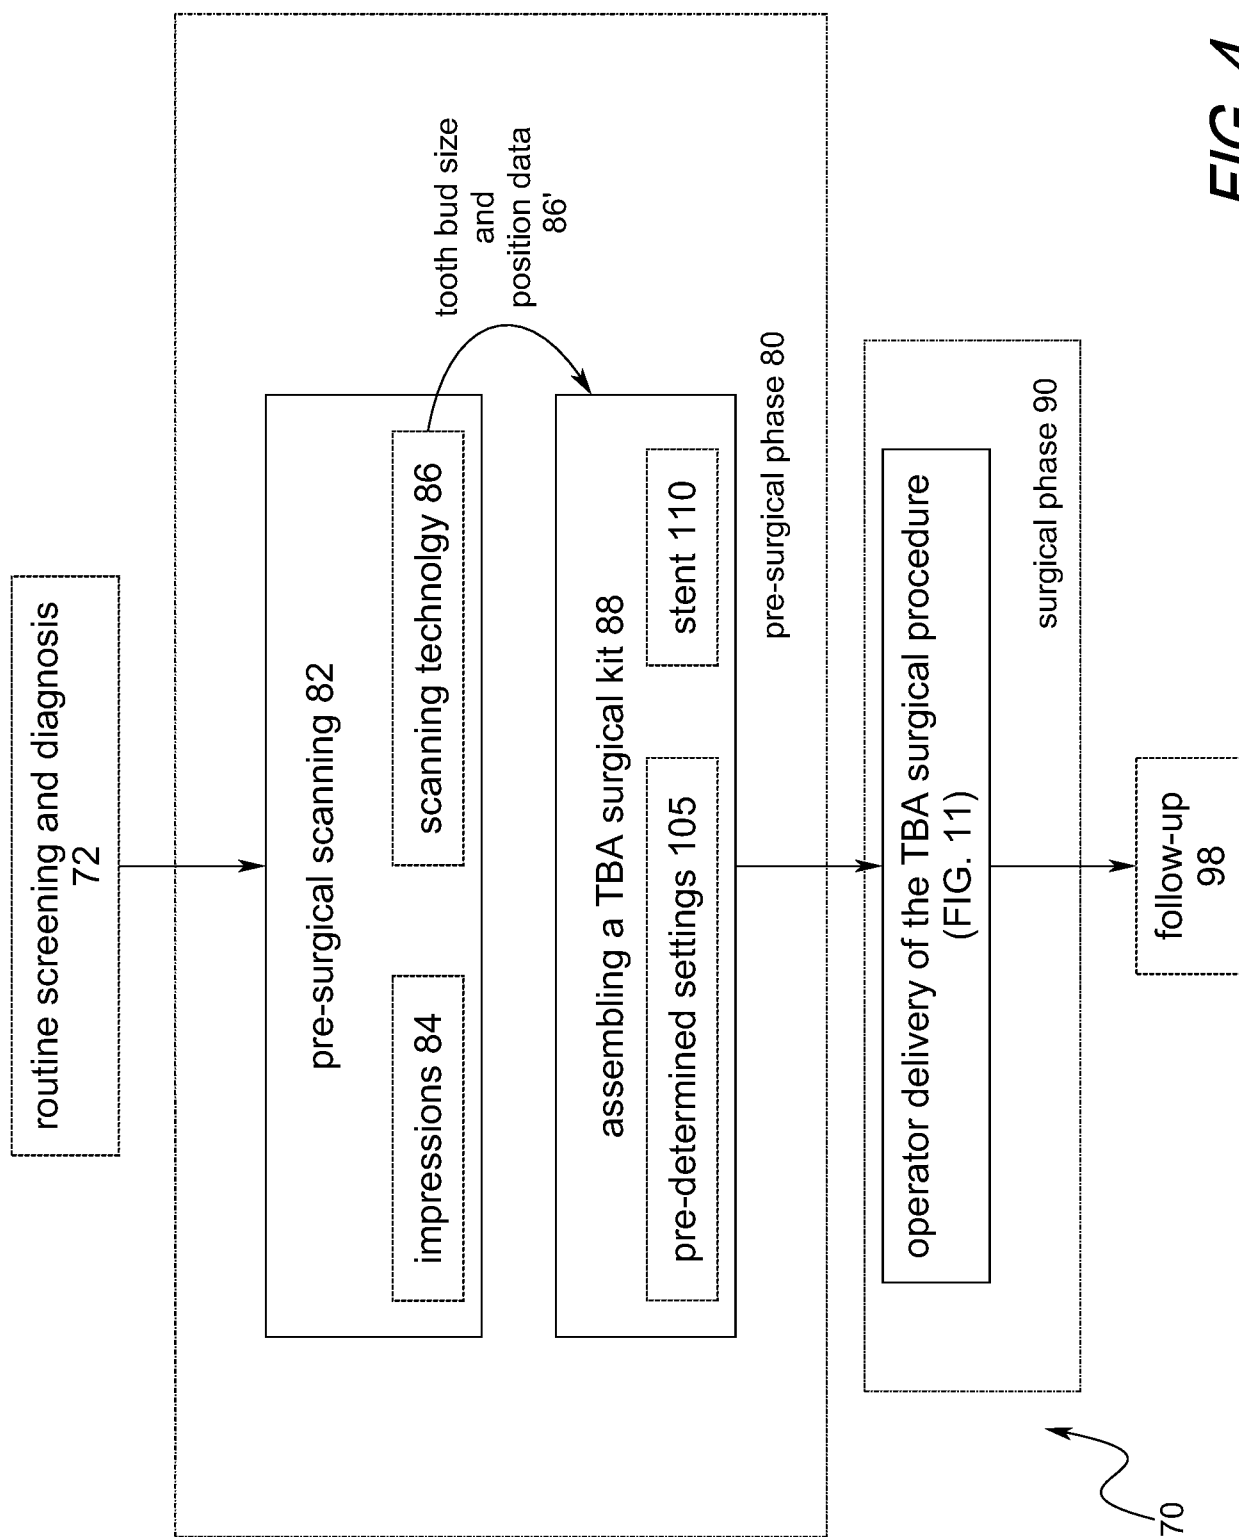 routine screening and diagnosis
72
pre-surgical scanning 82
impressions 84
scanning technolgy 86
tooth bud size
and
position data
86'
assembling a TBA surgical kit 88
pre-determined settings 105
stent 110
pre-surgical phase 80
operator delivery of the TBA surgical procedure
(FIG. 11)
surgical phase 90
follow-up
98
70
FIG. 4